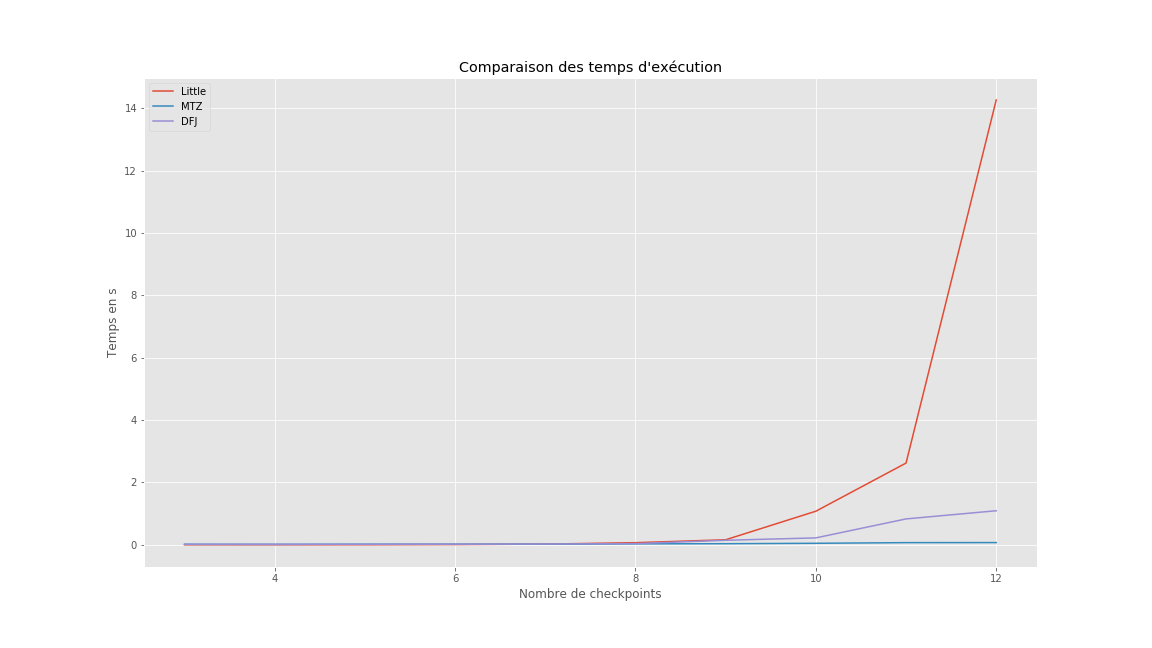 Comparaison des temps d'exécution
Little
MTZ
DFJ
14
12
10
8
6
4
2
0
Temps en s
4 6 8 10 12
Nombre de checkpoints